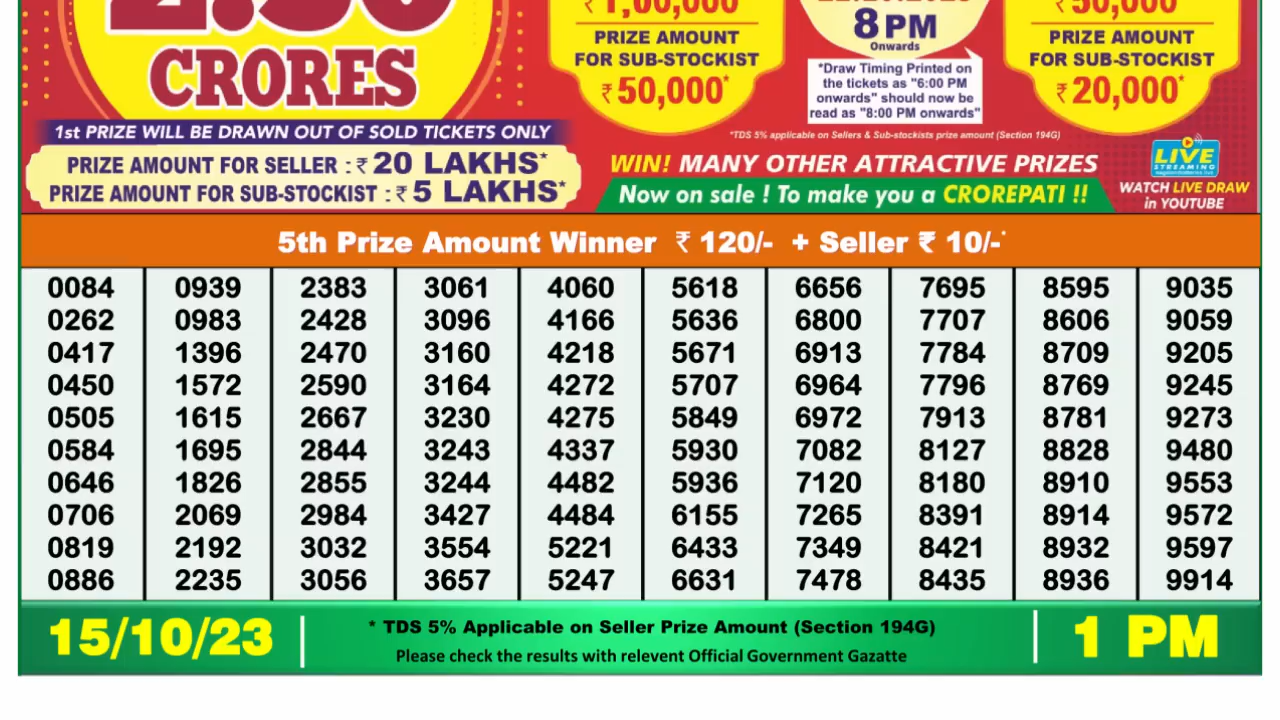 CRORES
1st PRIZE WILL BE DRAWN OUT OF SOLD TICKETS ONLY
PRIZE AMOUNT FOR SELLER : ₹ 20 LAKHS*
PRIZE AMOUNT FOR SUB-STOCKIST : ₹ 5 LAKHS*
₹1,00,000
PRIZE AMOUNT
FOR SUB-STOCKIST
₹50,000*
8 PM
Onwards
*Draw Timing Printed on
the tickets as "6:00 PM
onwards" should now be
read as "8:00 PM onwards"
₹50,000
PRIZE AMOUNT
FOR SUB-STOCKIST
₹20,000*
*TDS 5% applicable on Sellers & Sub-stockists prize amount (Section 194G)
WIN! MANY OTHER ATTRACTIVE PRIZES
Now on sale ! To make you a CROREPATI !!
LIVE
STREAMING
WATCH LIVE DRAW
in YOUTUBE
5th Prize Amount Winner ₹ 120/- + Seller ₹ 10/-*
0084 0939 2383 3061 4060 5618 6656 7695 8595 9035
0262 0983 2428 3096 4166 5636 6800 7707 8606 9059
0417 1396 2470 3160 4218 5671 6913 7784 8709 9205
0450 1572 2590 3164 4272 5707 6964 7796 8769 9245
0505 1615 2667 3230 4275 5849 6972 7913 8781 9273
0584 1695 2844 3243 4337 5930 7082 8127 8828 9480
0646 1826 2855 3244 4482 5936 7120 8180 8910 9553
0706 2069 2984 3427 4484 6155 7265 8391 8914 9572
0819 2192 3032 3554 5221 6433 7349 8421 8932 9597
0886 2235 3056 3657 5247 6631 7478 8435 8936 9914
15/10/23
* TDS 5% Applicable on Seller Prize Amount (Section 194G)
Please check the results with relevent Official Government Gazatte
1 PM